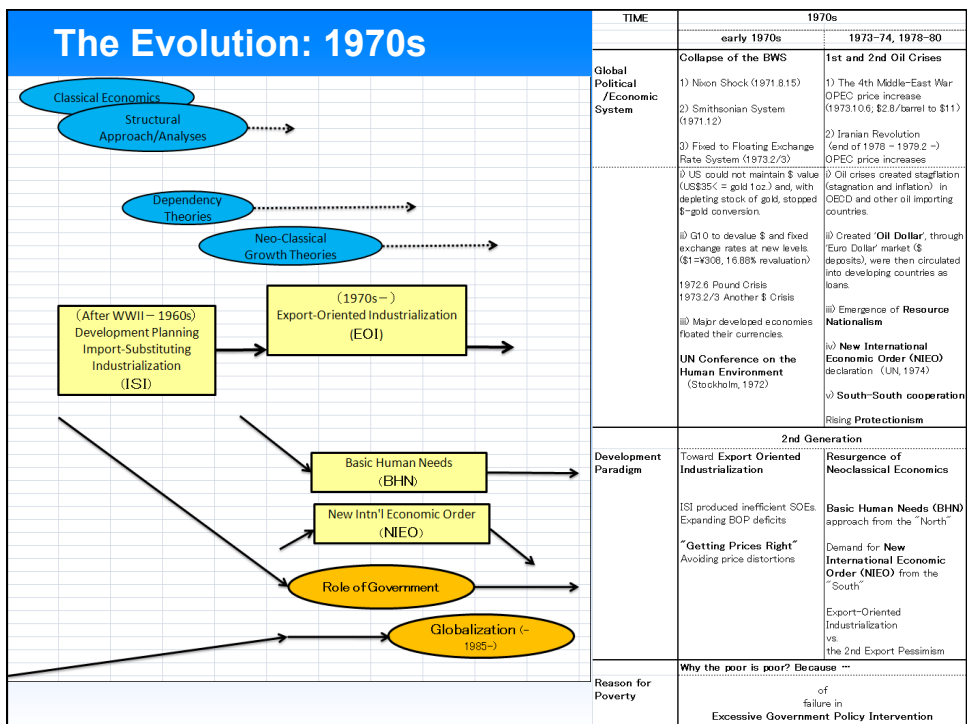 The Evolution: 1970s
Classical Economics
Structural
Approach/Analyses
Dependency
Theories
Neo-Classical
Growth Theories
(After WWII－1960s)
Development Planning
Import-Substituting
Industrialization
(ISI)
(1970s－)
Export-Oriented Industrialization
(EOI)
Basic Human Needs
(BHN)
New Intn'l Economic Order
(NIEO)
Role of Government
Globalization (-
1985-)
TIME
1970s
early 1970s
1973-74, 1978-80
Global
Political
/Economic
System
Collapse of the BWS
1) Nixon Shock (1971.8.15)
2) Smithsonian System
(1971.12)
3) Fixed to Floating Exchange
Rate System (1973.2/3)
1st and 2nd Oil Crises
1) The 4th Middle-East War
OPEC price increase
(1973.10.6; $2.8/barrel to $11)
2) Iranian Revolution
(end of 1978 - 1979.2 -)
OPEC price increases
i) US could not maintain $ value
(US$35< = gold 1oz.) and, with
depleting stock of gold, stopped
$-gold conversion.
ii) G10 to devalue $ and fixed
exchange rates at new levels.
($1=¥308, 16.88% revaluation)
1972.6 Pound Crisis
1973.2/3 Another $ Crisis
iii) Major developed economies
floated their currencies.
UN Conference on the
Human Environment
(Stockholm, 1972)
i) Oil crises created stagflation
(stagnation and inflation) in
OECD and other oil importing
countries.
ii) Created 'Oil Dollar', through
'Euro Dollar' market ($
deposits), were then circulated
into developing countries as
loans.
iii) Emergence of Resource
Nationalism
iv) New International
Economic Order (NIEO)
declaration (UN, 1974)
v) South-South cooperation
Rising Protectionism
2nd Generation
Development
Paradigm
Toward Export Oriented
Industrialization
ISI produced inefficient SOEs.
Expanding BOP deficits
"Getting Prices Right"
Avoiding price distortions
Resurgence of
Neoclassical Economics
Basic Human Needs (BHN)
approach from the "North"
Demand for New
International Economic
Order (NIEO) from the
"South"
Export-Oriented
Industrialization
vs.
the 2nd Export Pessimism
Reason for
Poverty
Why the poor is poor? Because …
of
failure in
Excessive Government Policy Intervention